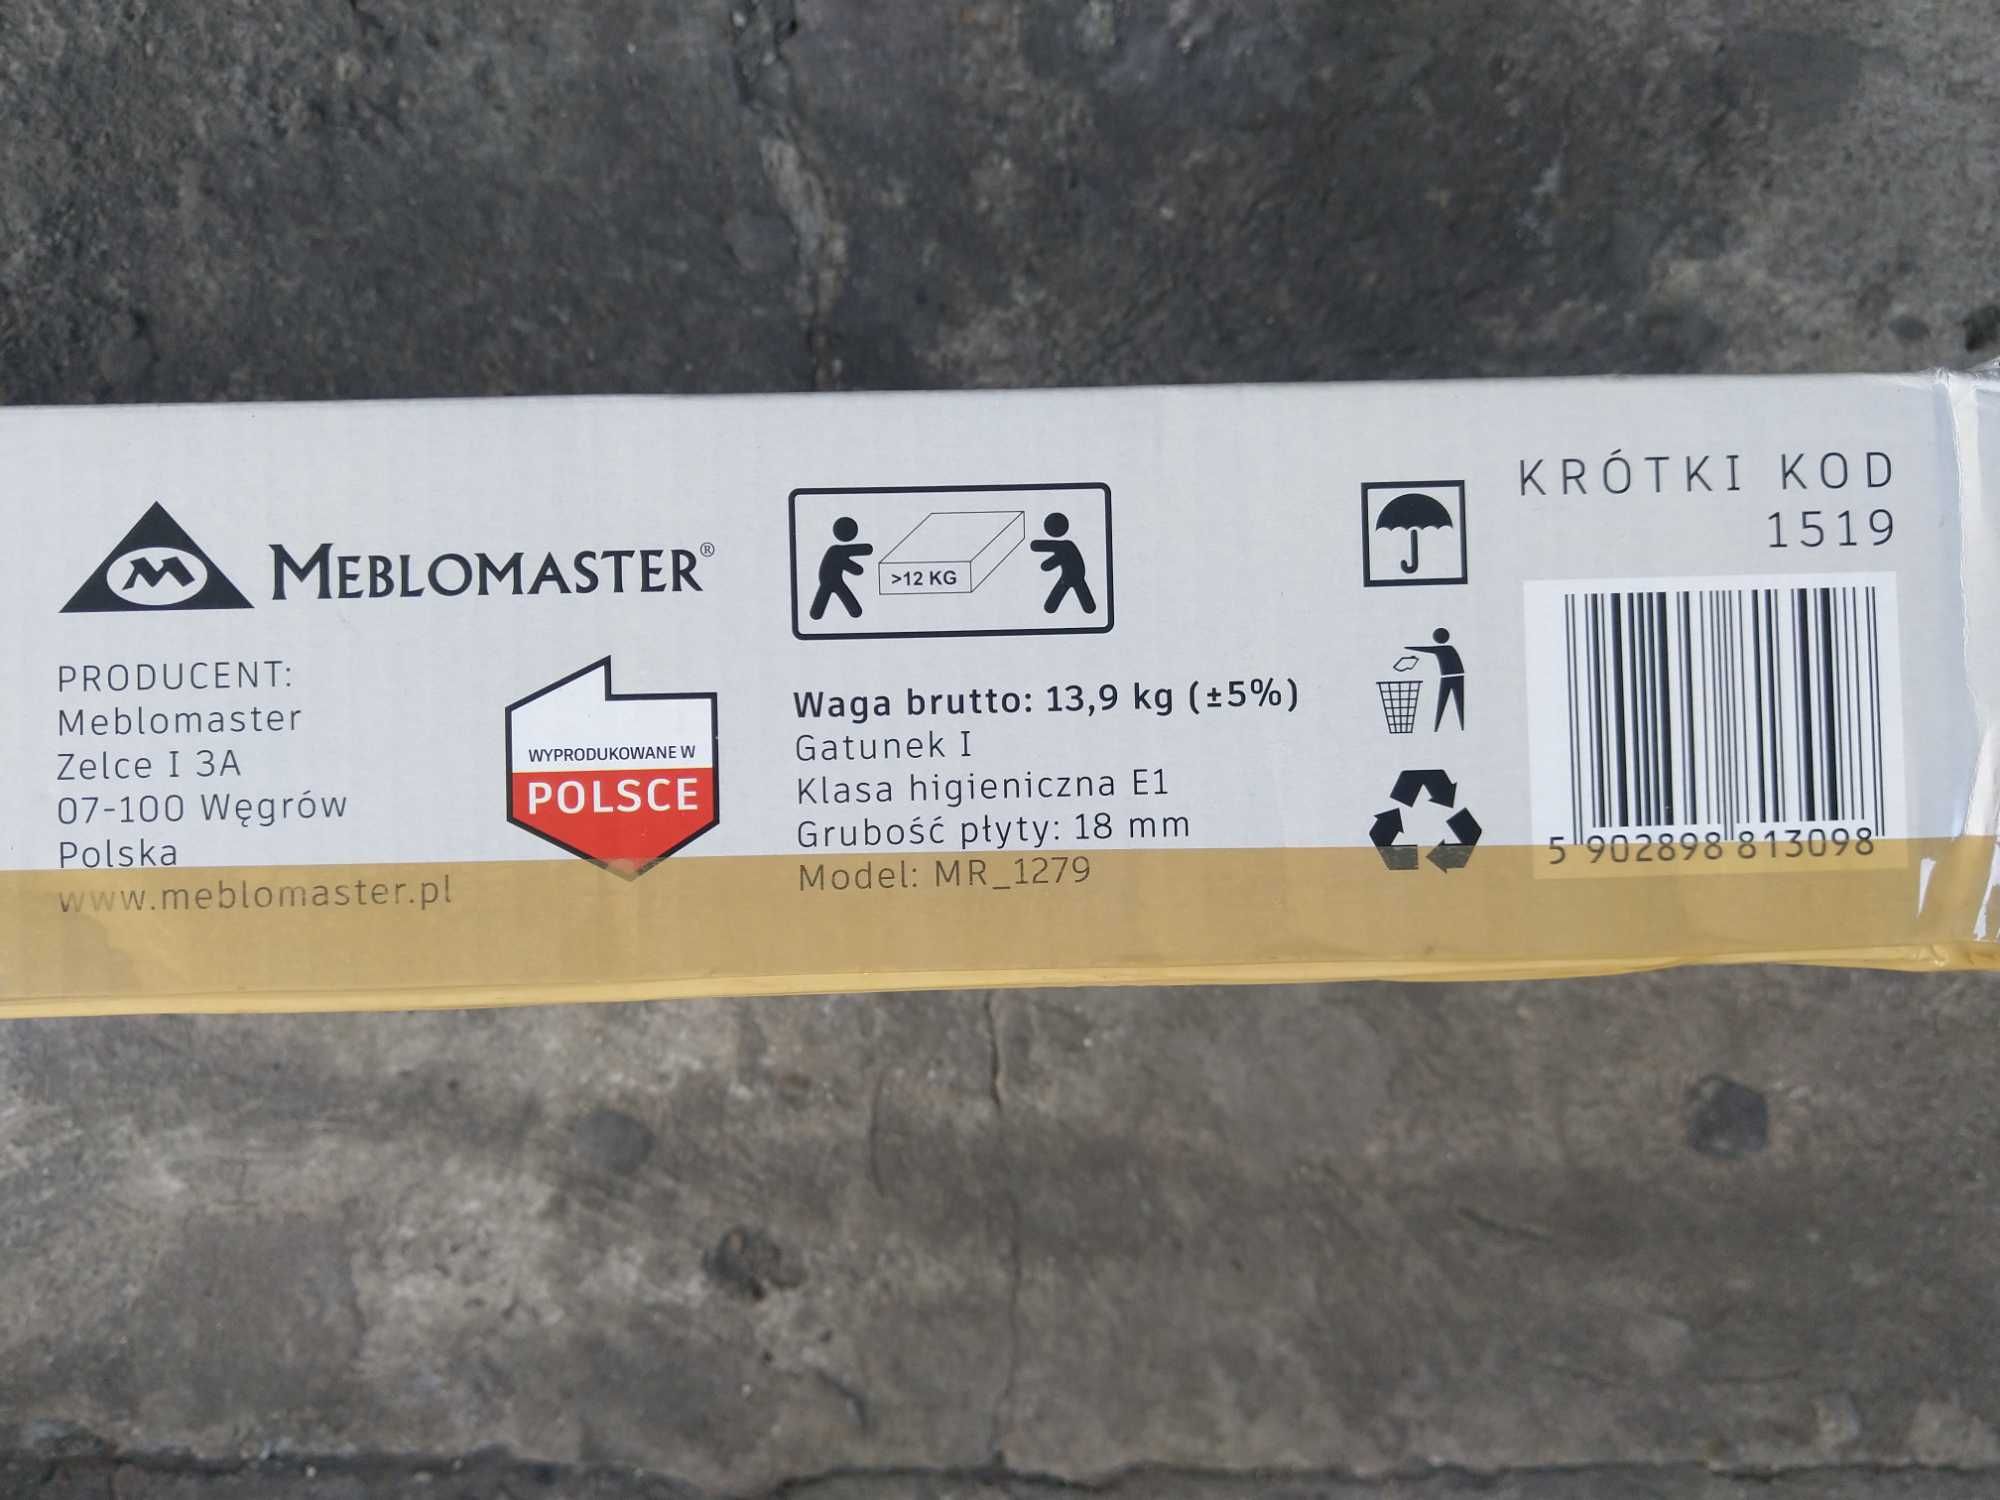 MEBLOMASTER®
PRODUCENT:
Meblomaster
Zelce I 3A
07-100 Węgrów
Polska
www.meblomaster.pl
WYPRODUKOWANE W
POLSCE
>12 KG
Waga brutto: 13,9 kg (±5%)
Gatunek I
Klasa higieniczna E1
Grubość płyty: 18 mm
Model: MR_1279
KRÓTKI KOD
1519
5 902898 813098